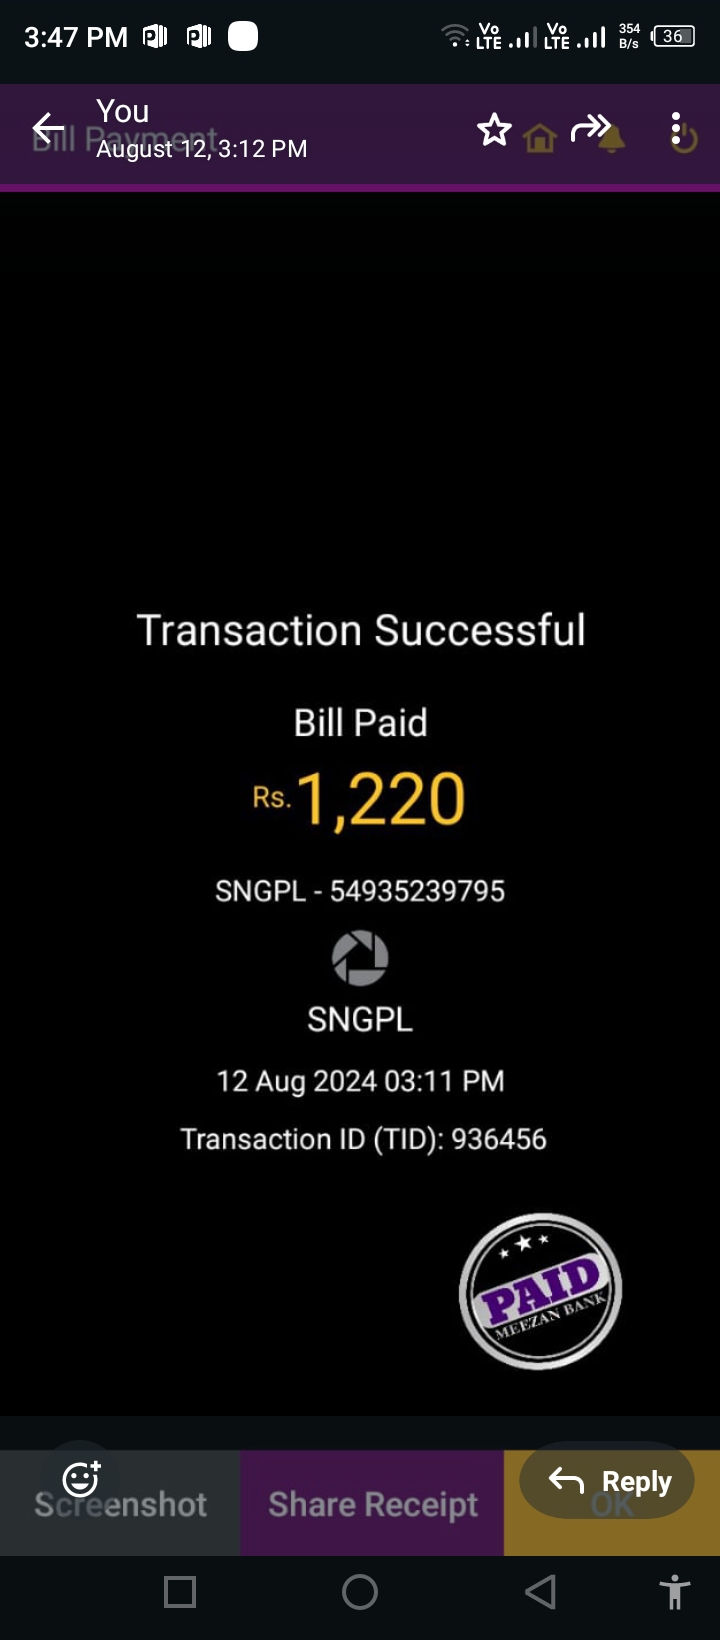 3:47 PM
Vo LTE Vo LTE 354 B/s 36
You
Bill Payment
August 12, 3:12 PM
Transaction Successful
Bill Paid
Rs.1,220
SNGPL - 54935239795
SNGPL
12 Aug 2024 03:11 PM
Transaction ID (TID): 936456
PAID
MEEZAN BANK
Screenshot
Share Receipt
OK
Reply